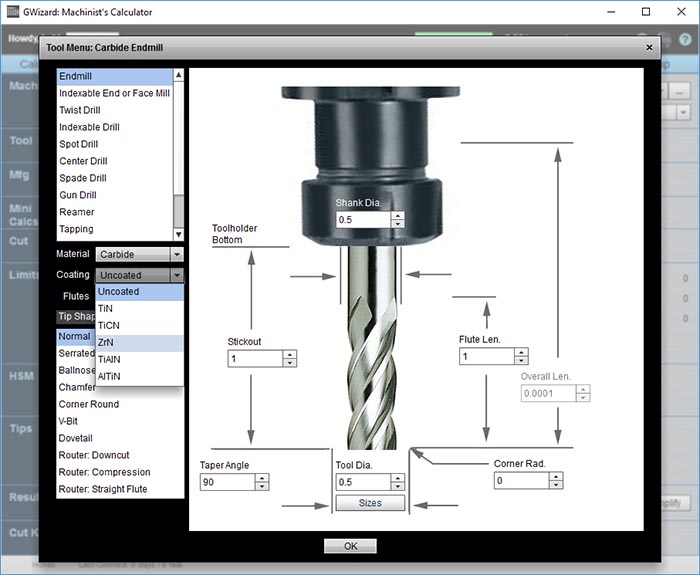 GWizard: Machinist's Calculator
Howdy,
Tool Menu: Carbide Endmill
Endmill
Indexable End or Face Mill
Twist Drill
Indexable Drill
Spot Drill
Center Drill
Spade Drill
Gun Drill
Reamer
Tapping
Material
Carbide
Coating
Uncoated
Flutes
Uncoated
TiN
TiCN
ZrN
TiAlN
AlTiN
Tip Shap
Normal
Serrated
Ballnose
Chamfer
Corner Round
V-Bit
Dovetail
Router: Downcut
Router: Compression
Router: Straight Flute
Shank Dia.
0.5
Toolholder
Bottom
Stickout
1
Flute Len.
1
Overall Len.
0.0001
Taper Angle
90
Tool Dia.
0.5
Sizes
Corner Rad.
0
OK
Mach
...
Tool
Mfg
Mini
Calcs
Cut
Limits
0
0
0
HSM
Tips
Resul
Cut K
Inches